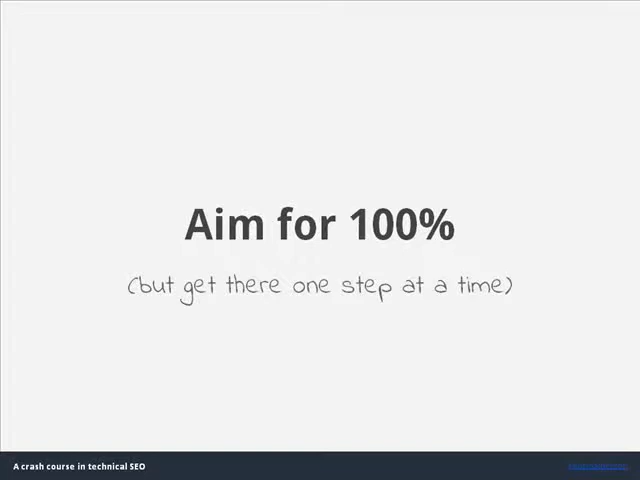 Aim for 100%
(but get there one step at a time)
A crash course in technical SEO